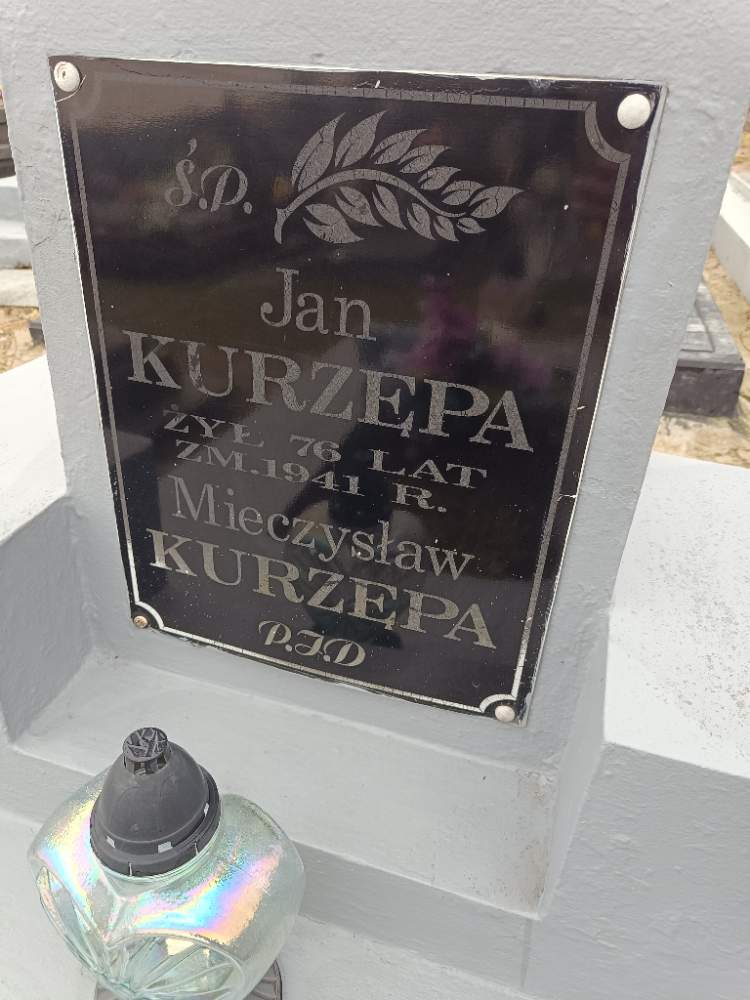 Ś.P.
Jan
KURZĘPA
ŻYŁ 76 LAT
ZM.1941 R.
Mieczysław
KURZĘPA
P.J.D